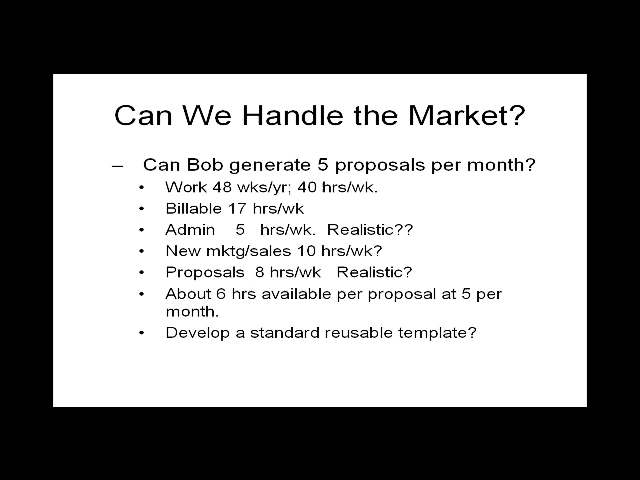 Can We Handle the Market?
– Can Bob generate 5 proposals per month?
• Work 48 wks/yr; 40 hrs/wk.
• Billable 17 hrs/wk
• Admin 5 hrs/wk. Realistic??
• New mktg/sales 10 hrs/wk?
• Proposals 8 hrs/wk Realistic?
• About 6 hrs available per proposal at 5 per
month.
• Develop a standard reusable template?